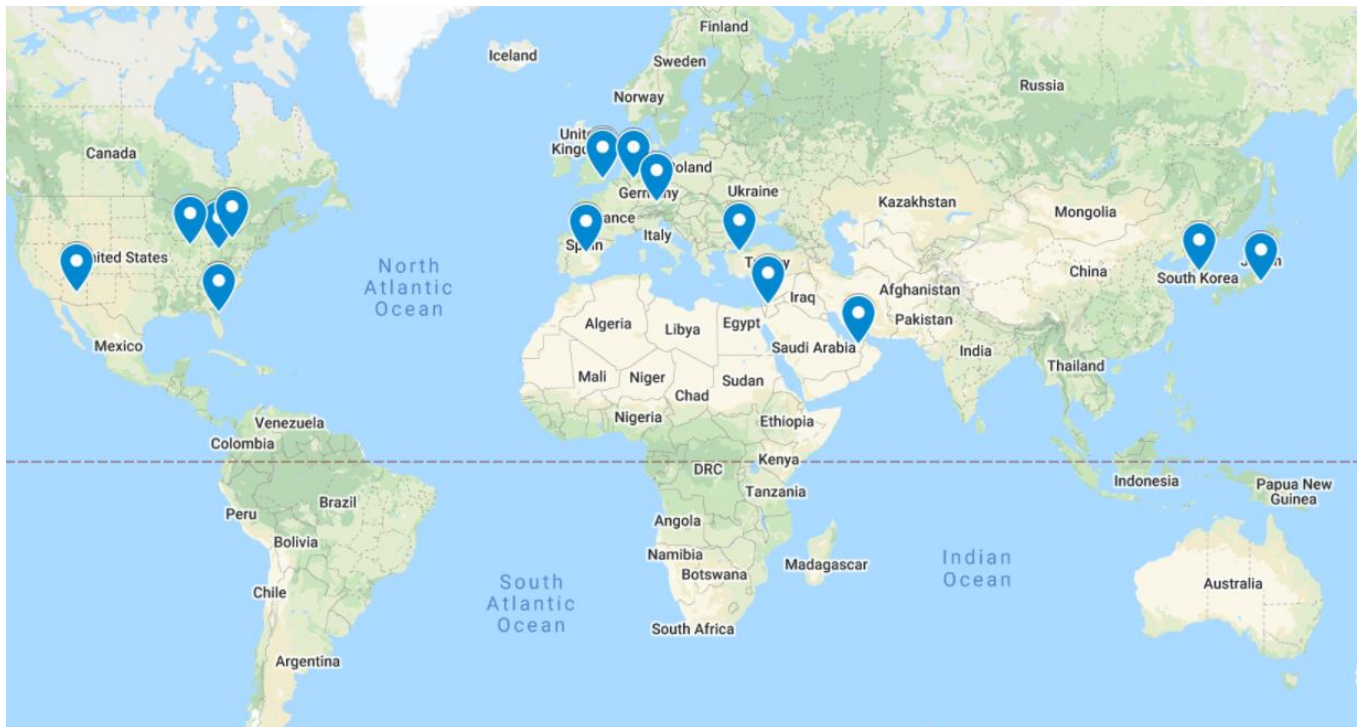 Finland
Iceland
Sweden
Russia
Norway
Canada
Poland
Ukraine
Germany
Kazakhstan
Mongolia
Italy
North
Atlantic
Ocean
China
South Korea
Iraq
Afghanistan
Pakistan
Algeria
Libya
Egypt
Saudi Arabia
India
Mexico
Mali
Niger
Chad
Sudan
Thailand
Nigeria
Ethiopia
Venezuela
Colombia
DRC
Kenya
Indonesia
Papua New
Guinea
Tanzania
Brazil
Peru
Angola
Bolivia
Namibia
Botswana
Madagascar
Indian
Ocean
Australia
Chile
South
Atlantic
Ocean
South Africa
Argentina